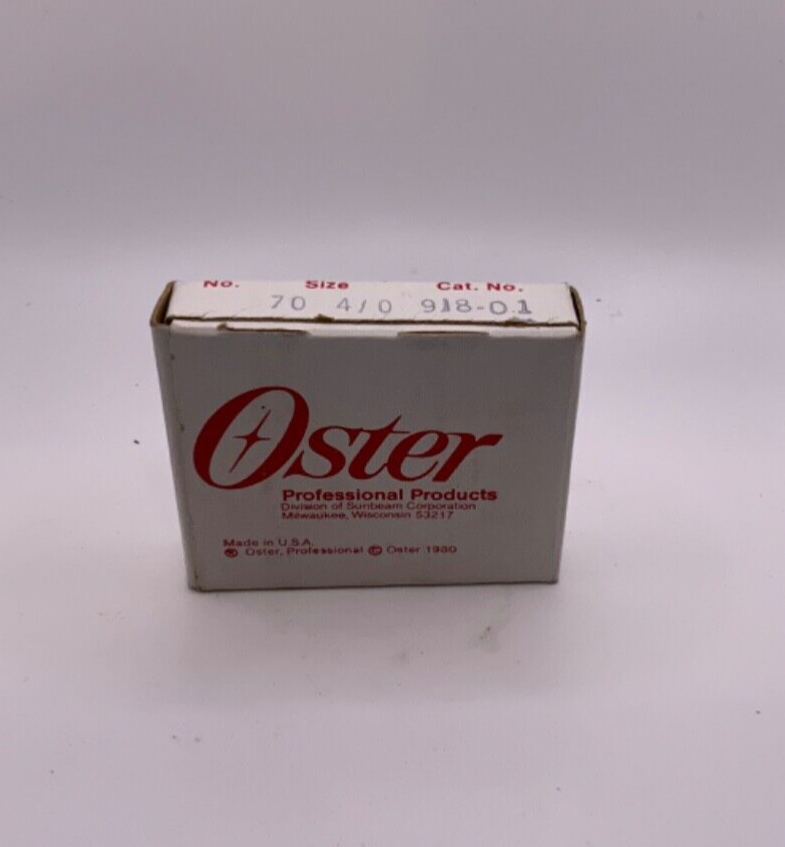 No. Size Cat. No.
70 4/0 918-01
Oster
Professional Products
Division of Sunbeam Corporation
Milwaukee, Wisconsin 53217
Made in U.S.A.
® Oster, Professional © Oster 1980